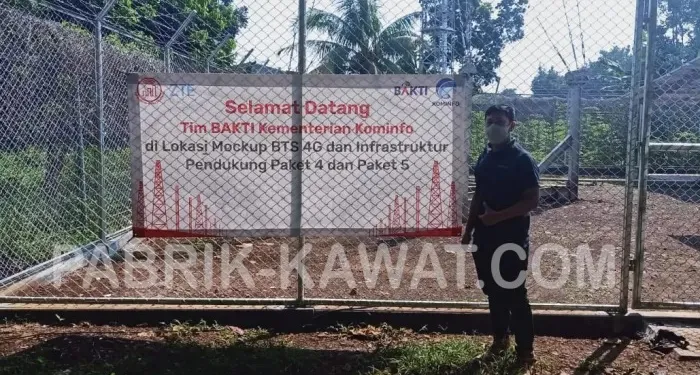 ZTE
BAKTI
KOMINFO
Selamat Datang
Tim BAKTI Kementerian Kominfo
di Lokasi Mockup BTS 4G dan Infrastruktur
Pendukung Paket 4 dan Paket 5
PABRIK-KAWAT.COM